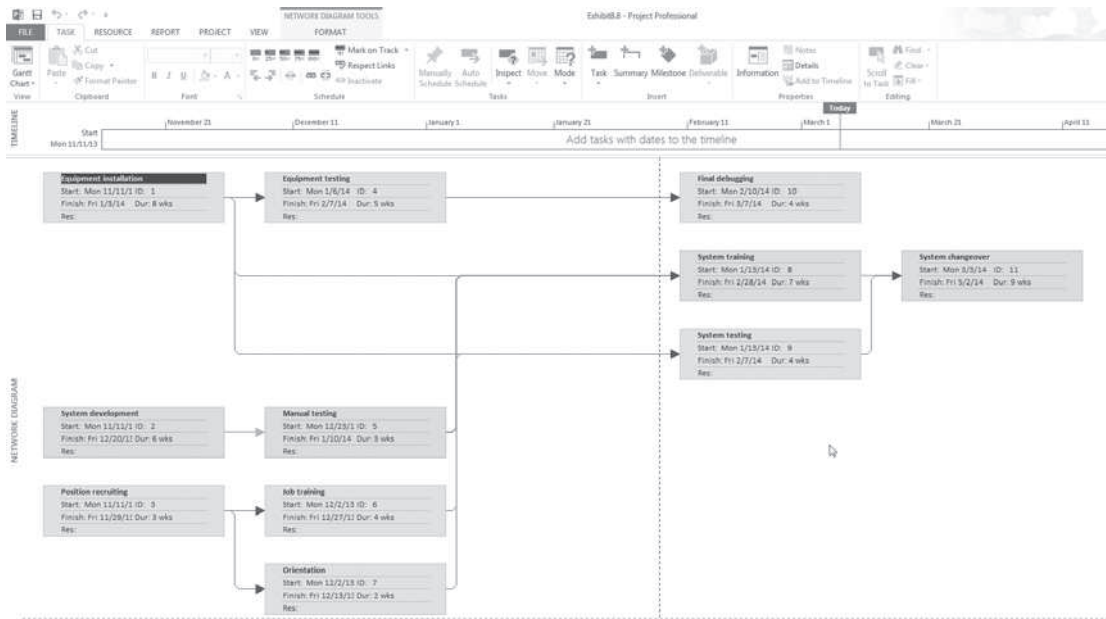 NETWORK DIAGRAM TOOLS
Exhibit8.8 - Project Professional
FILE TASK RESOURCE REPORT PROJECT VIEW FORMAT
Cut
Copy
Format Painter
Gantt Chart
Paste
B I U A
Mark on Track
Respect Links
Inactivate
Manually Schedule
Auto Schedule
Inspect Move Mode
Task Summary Milestone Deliverable
Information
Notes
Details
Add to Timeline
Scroll to Task
Find
Clear
Fill
View Clipboard Font Schedule Tasks Insert Properties Editing
Today
TIMELINE
November 21 December 11 January 1 January 21 February 11 March 1 March 21 April 11
Start
Mon 11/11/13
Add tasks with dates to the timeline
NETWORK DIAGRAM
Equipment installation
Start: Mon 11/11/1 ID: 1
Finish: Fri 1/3/14 Dur: 8 wks
Res:
Equipment testing
Start: Mon 1/6/14 ID: 4
Finish: Fri 2/7/14 Dur: 5 wks
Res:
Final debugging
Start: Mon 2/10/14 ID: 10
Finish: Fri 3/7/14 Dur: 4 wks
Res:
System training
Start: Mon 1/13/14 ID: 8
Finish: Fri 2/28/14 Dur: 7 wks
Res:
System changeover
Start: Mon 3/3/14 ID: 11
Finish: Fri 5/2/14 Dur: 9 wks
Res:
System testing
Start: Mon 1/13/14 ID: 9
Finish: Fri 2/7/14 Dur: 4 wks
Res:
System development
Start: Mon 11/11/1 ID: 2
Finish: Fri 12/20/13 Dur: 6 wks
Res:
Manual testing
Start: Mon 12/23/1 ID: 5
Finish: Fri 1/10/14 Dur: 3 wks
Res:
Position recruiting
Start: Mon 11/11/1 ID: 3
Finish: Fri 11/29/13 Dur: 3 wks
Res:
Job training
Start: Mon 12/2/13 ID: 6
Finish: Fri 12/27/13 Dur: 4 wks
Res:
Orientation
Start: Mon 12/2/13 ID: 7
Finish: Fri 12/13/13 Dur: 2 wks
Res: